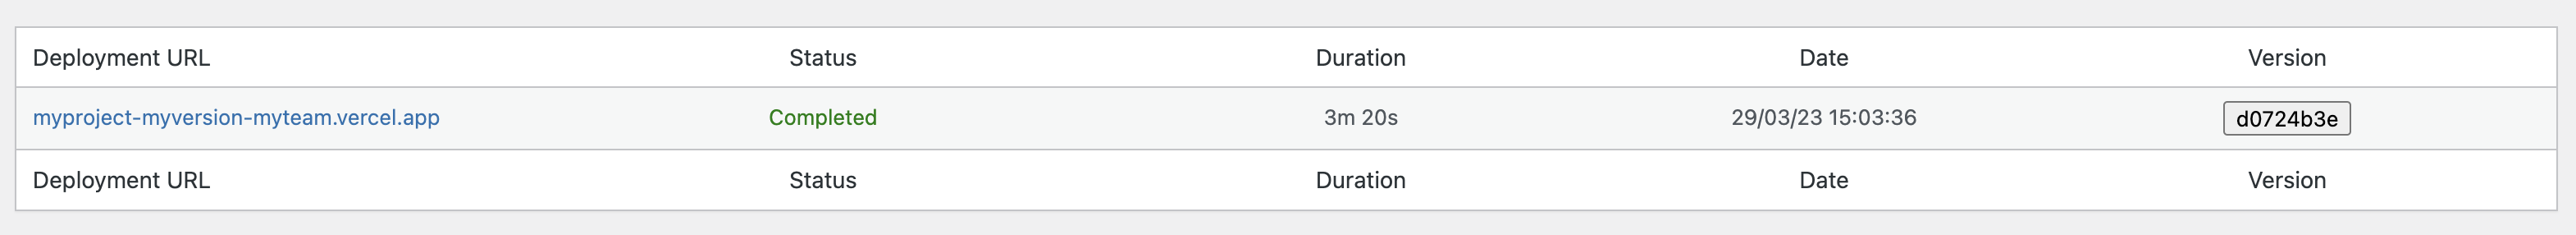 Deployment URL Status Duration Date Version
myproject-myversion-myteam.vercel.app Completed 3m 20s 29/03/23 15:03:36 d0724b3e
Deployment URL Status Duration Date Version